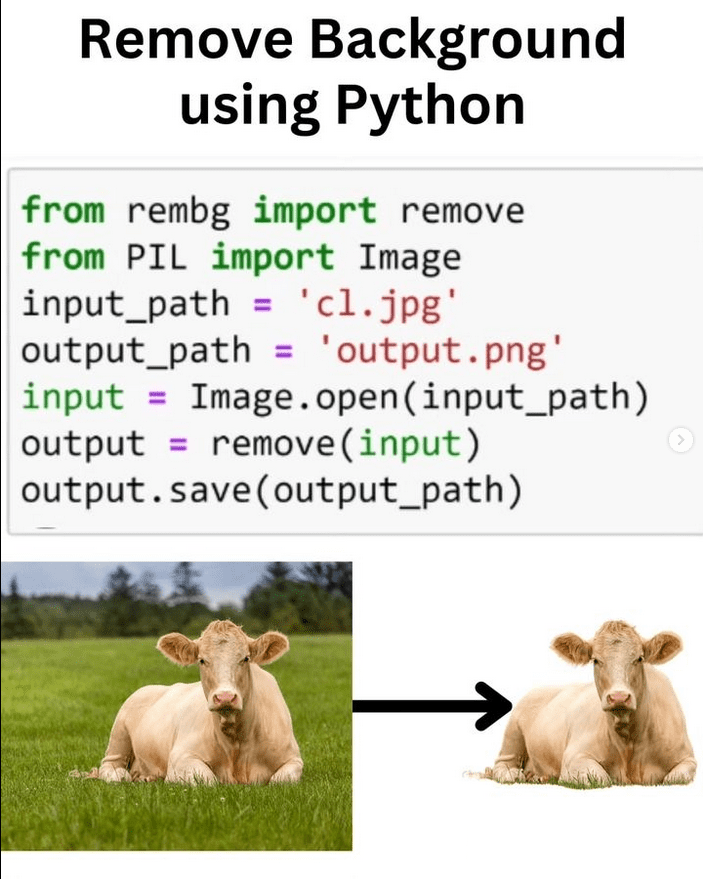 Remove Background
using Python
from rembg import remove
from PIL import Image
input_path = 'cl.jpg'
output_path = 'output.png'
input = Image.open(input_path)
output = remove(input)
output.save(output_path)